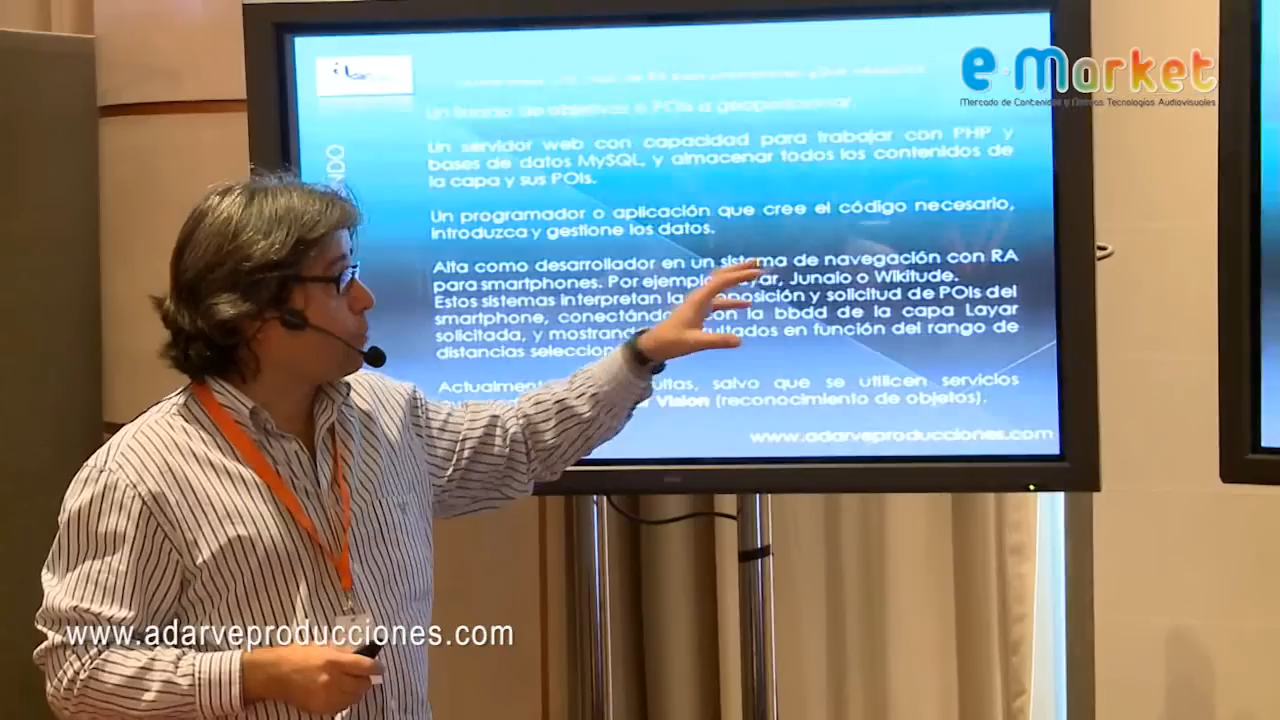 e-Market
Mercado de Contenidos y Nuevas Tecnologías Audiovisuales
Un listado de objetivos o POIs a geoposicionar.
Un servidor web con capacidad para trabajar con PHP y
bases de datos MySQL, y almacenar todos los contenidos de
la capa y sus POIs.
Un programador o aplicación que cree el código necesario,
introduzca y gestione los datos.
Alta como desarrollador en un sistema de navegación con RA
para smartphones. Por ejemplo Layar, Junaio o Wikitude.
Estos sistemas interpretan la posición y solicitud de POIs del
smartphone, conectándo con la bbdd de la capa Layar
solicitada, y mostrando resultados en función del rango de
distancias
salvo que se utilicen servicios
Vision (reconocimiento de objetos).
www.adarveproducciones.com
www.adarveproducciones.com